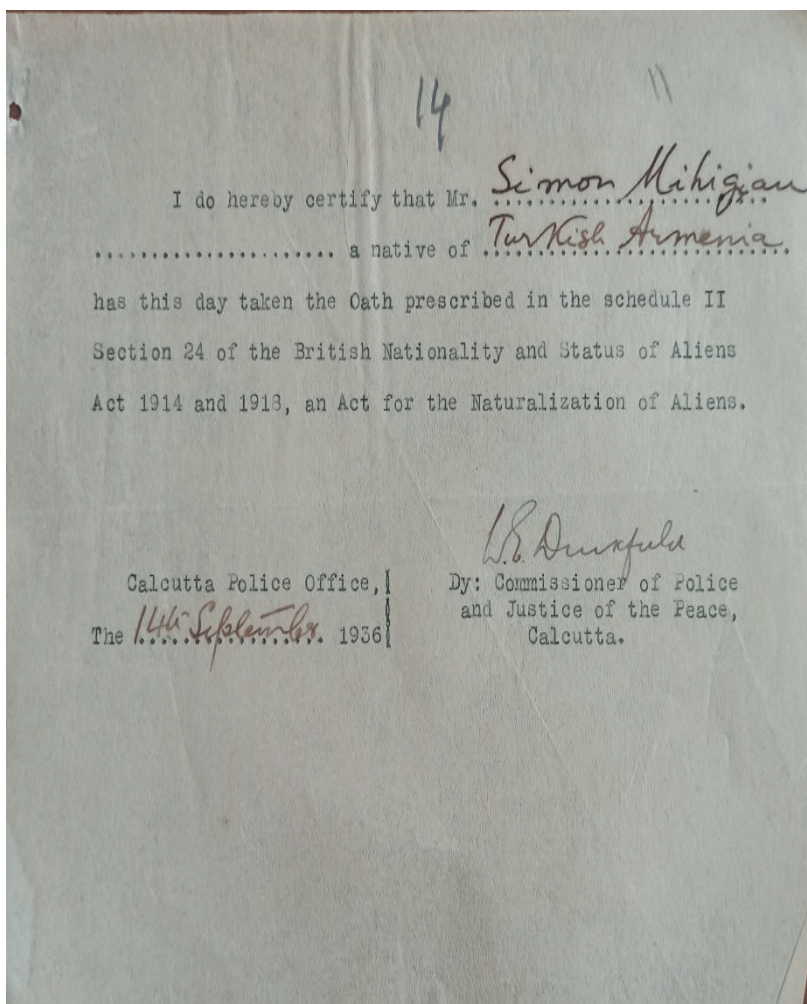 14
11
I do hereby certify that Mr. Simon Mihigian
a native of Turkish Armenia
has this day taken the Oath prescribed in the schedule II
Section 24 of the British Nationality and Status of Aliens
Act 1914 and 1918, an Act for the Naturalization of Aliens.
W.E.
Calcutta Police Office,
The 14th September. 1936
Dy: Commissioner of Police
and Justice of the Peace,
Calcutta.